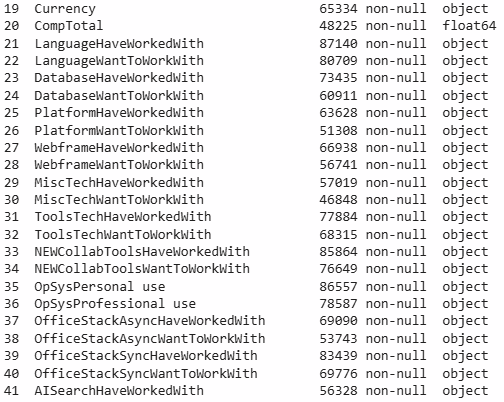 19 Currency 65334 non-null object
20 CompTotal 48225 non-null float64
21 LanguageHaveWorkedWith 87140 non-null object
22 LanguageWantToWorkWith 80709 non-null object
23 DatabaseHaveWorkedWith 73435 non-null object
24 DatabaseWantToWorkWith 60911 non-null object
25 PlatformHaveWorkedWith 63628 non-null object
26 PlatformWantToWorkWith 51308 non-null object
27 WebframeHaveWorkedWith 66938 non-null object
28 WebframeWantToWorkWith 56741 non-null object
29 MiscTechHaveWorkedWith 57019 non-null object
30 MiscTechWantToWorkWith 46848 non-null object
31 ToolsTechHaveWorkedWith 77884 non-null object
32 ToolsTechWantToWorkWith 68315 non-null object
33 NEWCollabToolsHaveWorkedWith 85864 non-null object
34 NEWCollabToolsWantToWorkWith 76649 non-null object
35 OpSysPersonal use 86557 non-null object
36 OpSysProfessional use 78587 non-null object
37 OfficeStackAsyncHaveWorkedWith 69090 non-null object
38 OfficeStackAsyncWantToWorkWith 53743 non-null object
39 OfficeStackSyncHaveWorkedWith 83439 non-null object
40 OfficeStackSyncWantToWorkWith 69776 non-null object
41 AISearchHaveWorkedWith 56328 non-null object